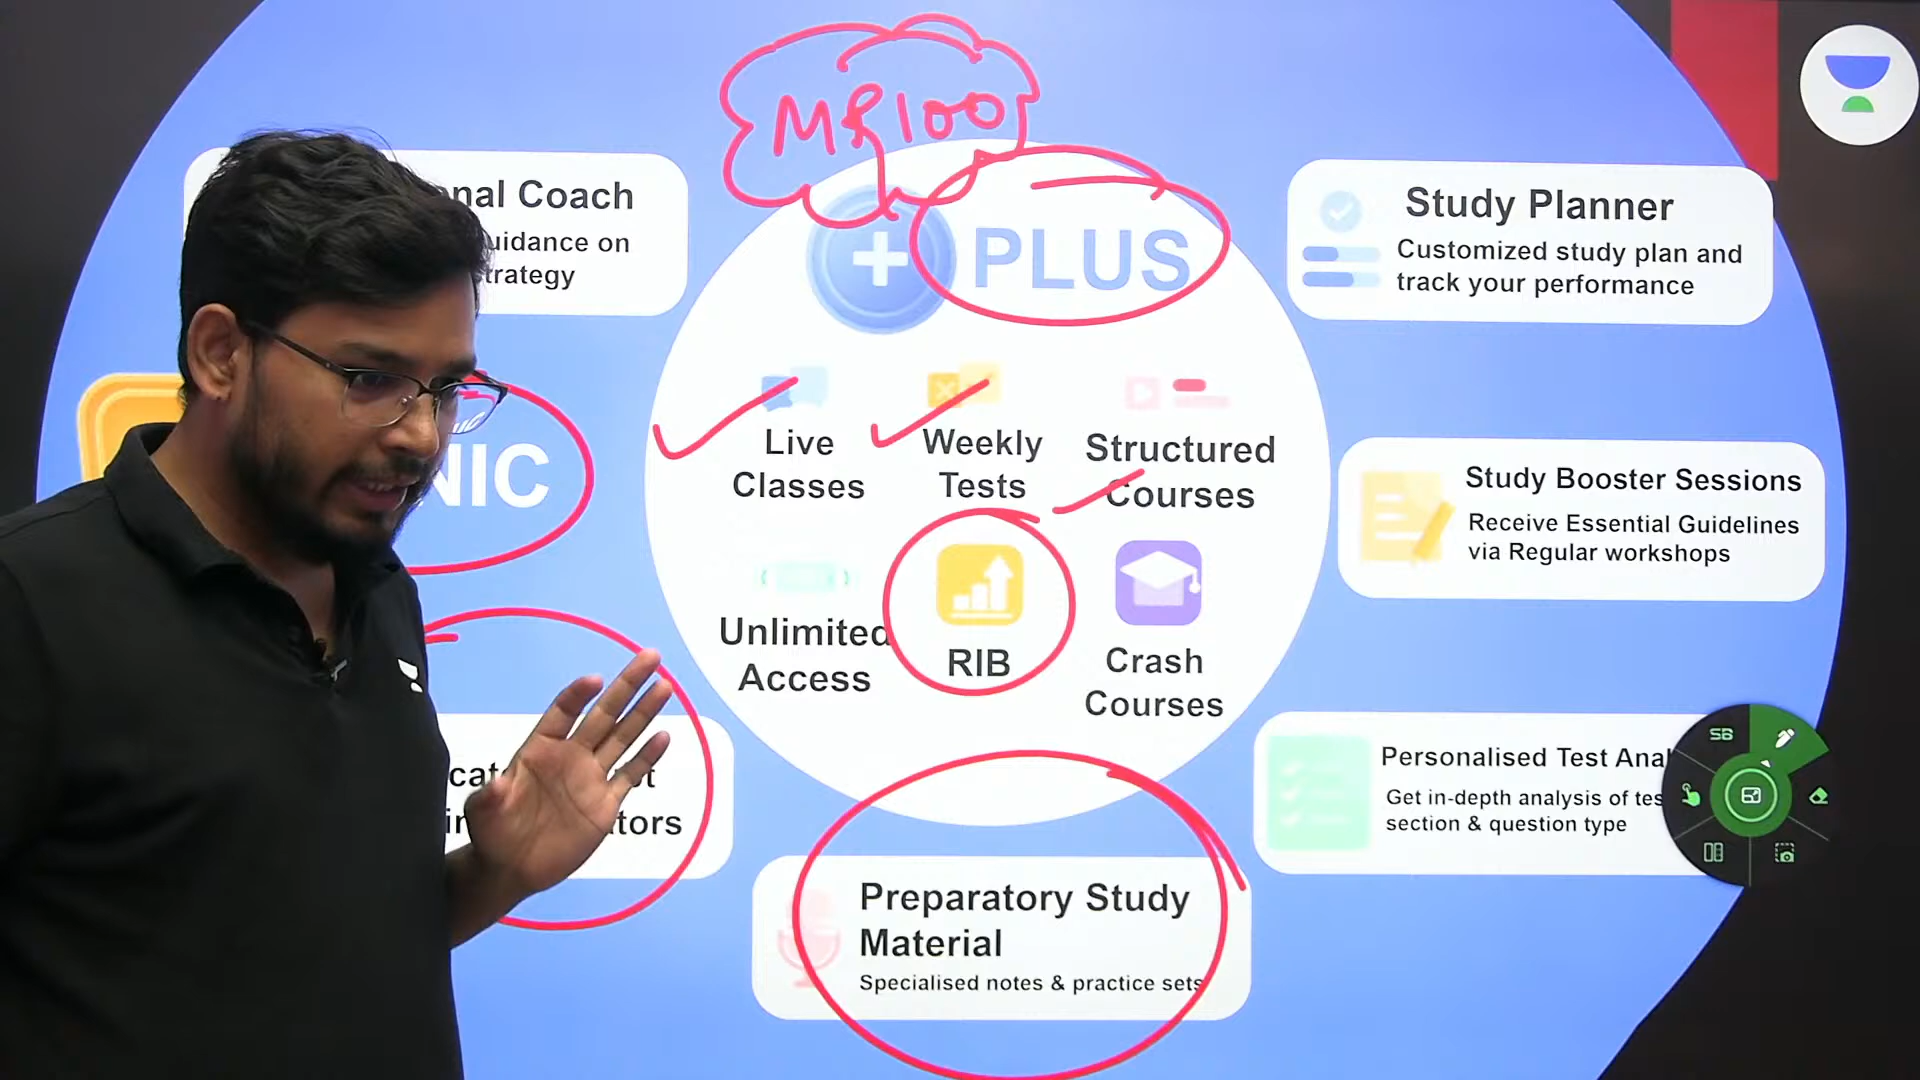 MR100
nal Coach
uidance on
trategy
PLUS
Study Planner
Customized study plan and
track your performance
NIC
Live
Classes
Weekly
Tests
Structured
Courses
Study Booster Sessions
Receive Essential Guidelines
via Regular workshops
Unlimited
Access
RIB
Crash
Courses
cat
t
in
tors
Personalised Test Anal
Get in-depth analysis of tes
section & question type
SB
Preparatory Study
Material
Specialised notes & practice sets